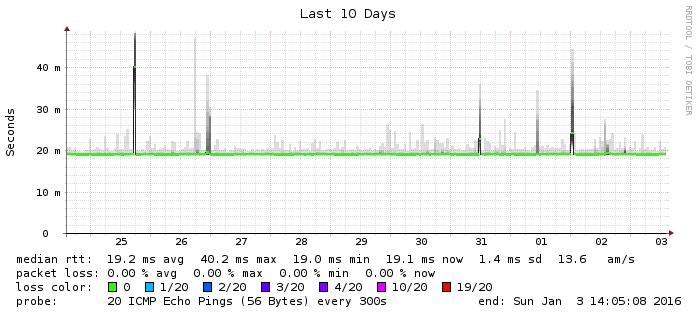 Last 10 Days
RRDTOOL / TOBI OETIKER
Seconds
40 m
30 m
20 m
10 m
0
25 26 27 28 29 30 31 01 02 03
median rtt: 19.2 ms avg 40.2 ms max 19.0 ms min 19.1 ms now 1.4 ms sd 13.6 am/s
packet loss: 0.00 % avg 0.00 % max 0.00 % min 0.00 % now
loss color: 0 1/20 2/20 3/20 4/20 10/20 19/20
probe: 20 ICMP Echo Pings (56 Bytes) every 300s end: Sun Jan 3 14:05:08 2016